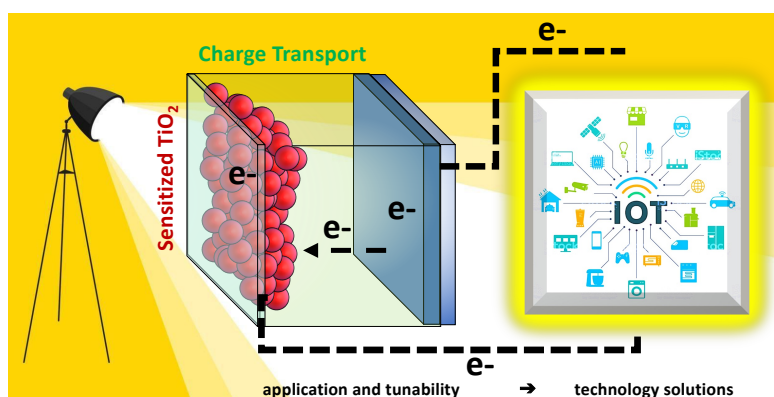 e-
Charge Transport
Sensitized TiO2
e-
e-
e-
IOT
e-
application and tunability ➔ technology solutions